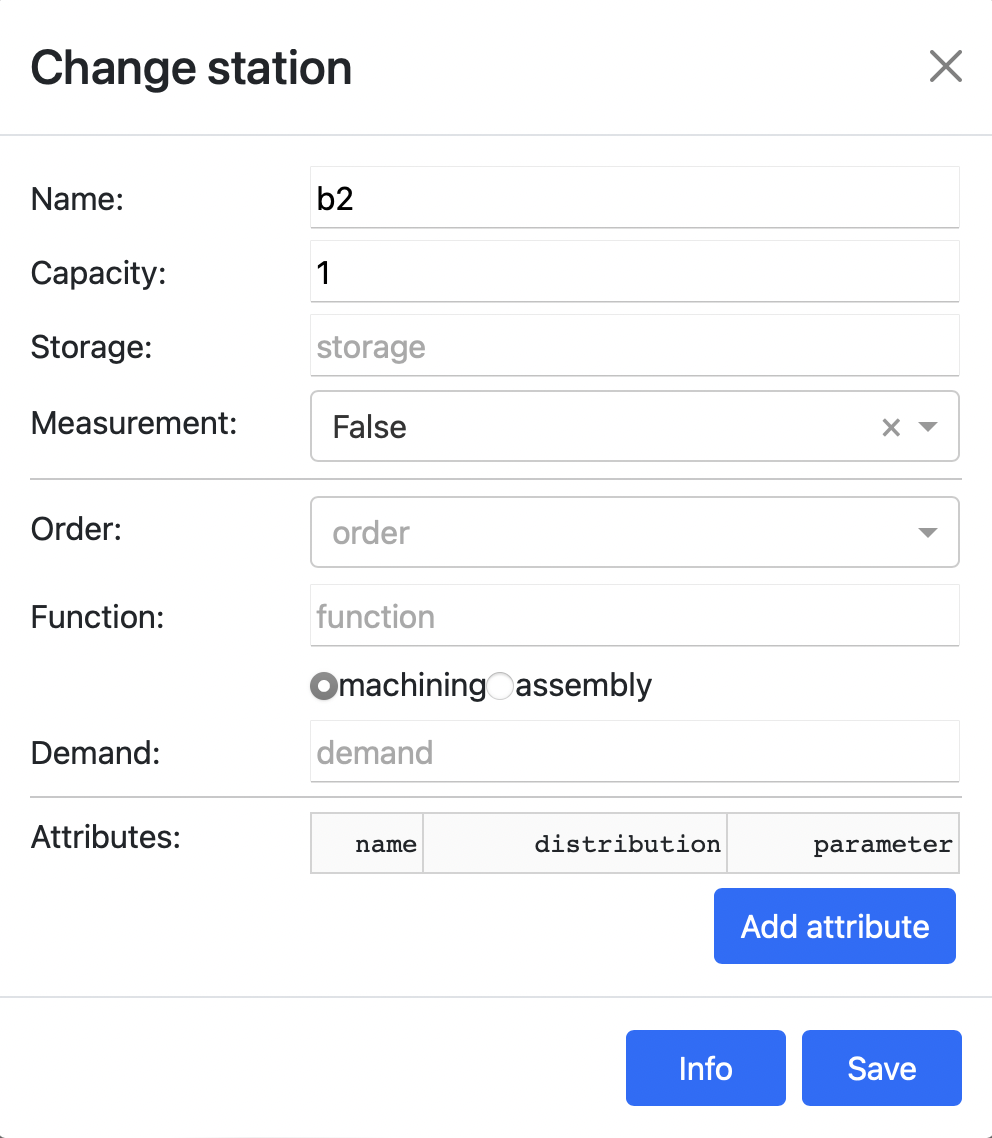 Change station
Name: b2
Capacity: 1
Storage: storage
Measurement: False
Order: order
Function: function
machining assembly
Demand: demand
Attributes: name distribution parameter
Add attribute
Info Save